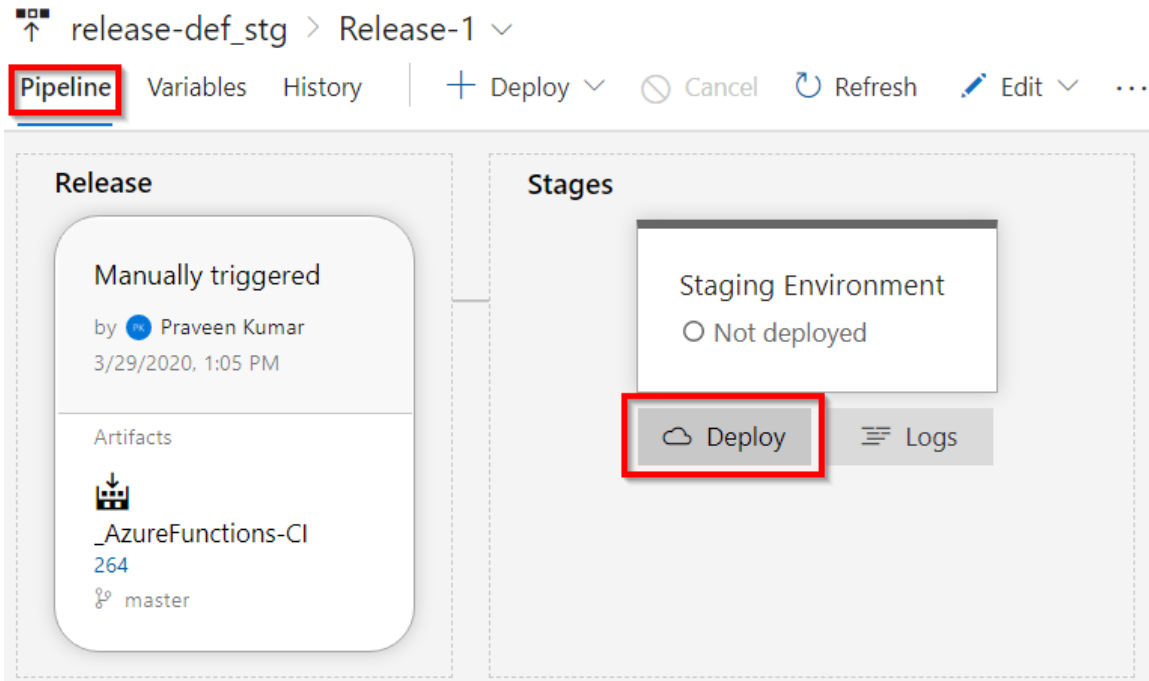 release-def_stg > Release-1
Pipeline Variables History + Deploy Cancel Refresh Edit ...
Release
Manually triggered
by PK Praveen Kumar
3/29/2020, 1:05 PM
Artifacts
_AzureFunctions-CI
264
master
Stages
Staging Environment
Not deployed
Deploy Logs